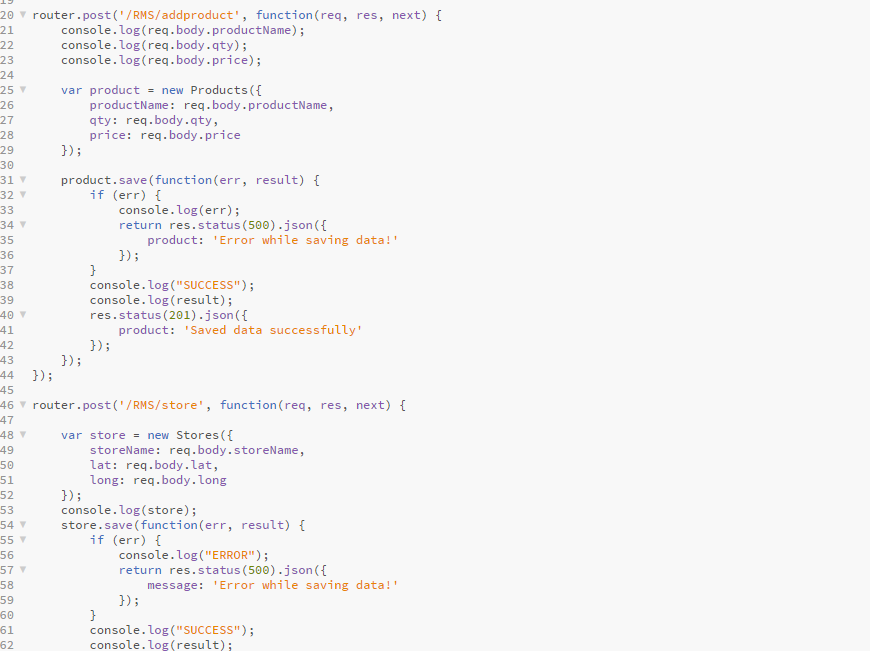 20 router.post('/RMS/addproduct', function(req, res, next) {
21     console.log(req.body.productName);
22     console.log(req.body.qty);
23     console.log(req.body.price);
24
25     var product = new Products({
26         productName: req.body.productName,
27         qty: req.body.qty,
28         price: req.body.price
29     });
30
31     product.save(function(err, result) {
32         if (err) {
33             console.log(err);
34             return res.status(500).json({
35                 product: 'Error while saving data!'
36             });
37         }
38         console.log("SUCCESS");
39         console.log(result);
40         res.status(201).json({
41             product: 'Saved data successfully'
42         });
43     });
44 });
45
46 router.post('/RMS/store', function(req, res, next) {
47
48     var store = new Stores({
49         storeName: req.body.storeName,
50         lat: req.body.lat,
51         long: req.body.long
52     });
53     console.log(store);
54     store.save(function(err, result) {
55         if (err) {
56             console.log("ERROR");
57             return res.status(500).json({
58                 message: 'Error while saving data!'
59             });
60         }
61         console.log("SUCCESS");
62         console.log(result);